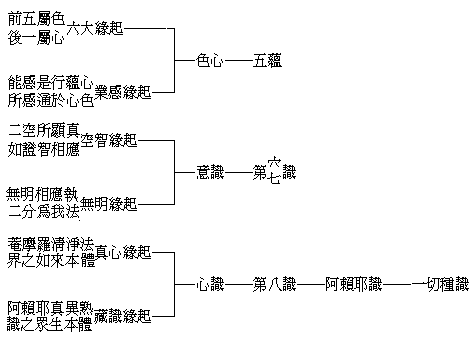 前五屬色
後一屬心
六大緣起
色心
五蘊
能感是行蘊心
所感通於心色
業感緣起
二空所顯真
如證智相應
空智緣起
意識
第六七識
無明相應執
二分為我法
無明緣起
菴摩羅清淨法
界之如來本體
真心緣起
心識
第八識
阿賴耶識
一切種識
阿賴耶真異熟
識之眾生本體
藏識緣起